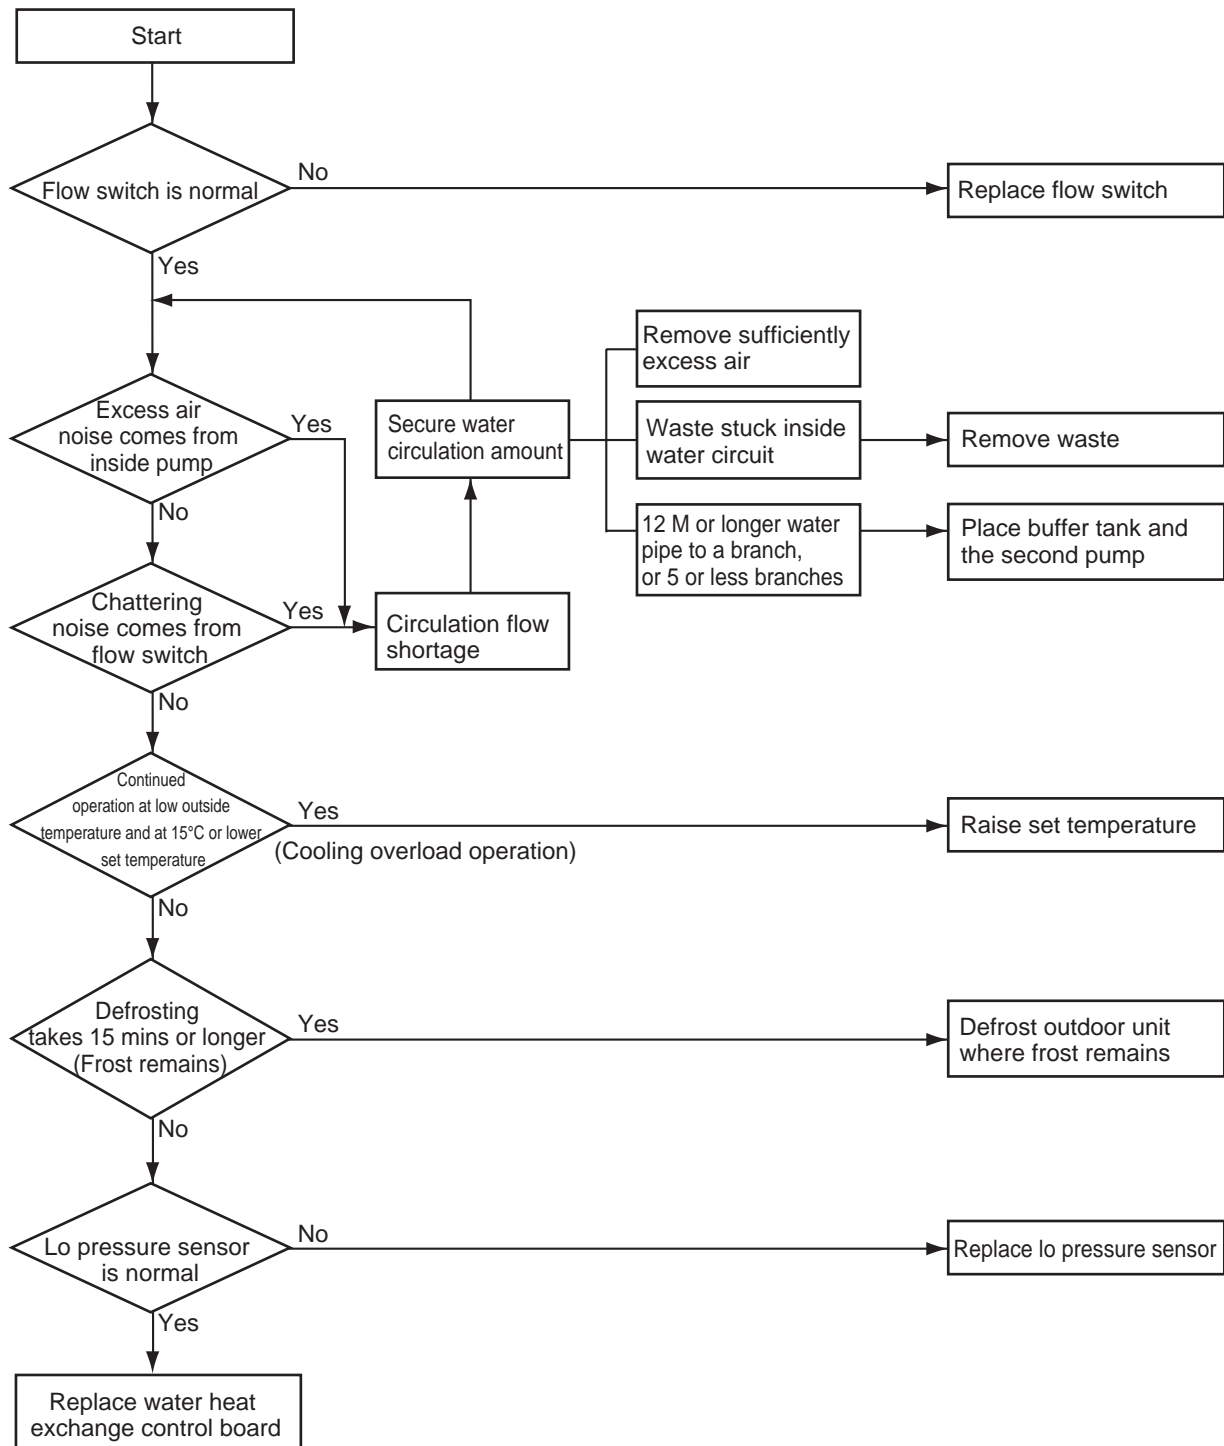 Start
Flow switch is normal
No
Replace flow switch
Yes
Remove sufficiently
excess air
Excess air
noise comes from
inside pump
Yes
Secure water
circulation amount
Waste stuck inside
water circuit
Remove waste
No
12 M or longer water
pipe to a branch,
or 5 or less branches
Place buffer tank and
the second pump
Chattering
noise comes from
flow switch
Yes
Circulation flow
shortage
No
Continued
operation at low outside
temperature and at 15°C or lower
set temperature
Yes
(Cooling overload operation)
Raise set temperature
No
Defrosting
takes 15 mins or longer
(Frost remains)
Yes
Defrost outdoor unit
where frost remains
No
Lo pressure sensor
is normal
No
Replace lo pressure sensor
Yes
Replace water heat
exchange control board